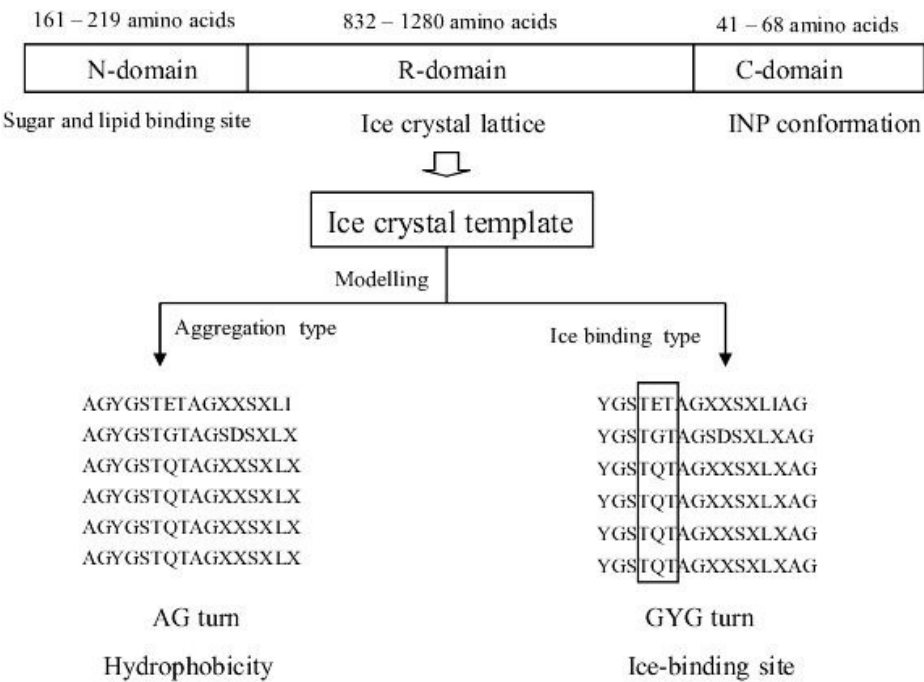 161 – 219 amino acids 832 – 1280 amino acids 41 – 68 amino acids
N-domain R-domain C-domain
Sugar and lipid binding site Ice crystal lattice INP conformation
Ice crystal template
Modelling
Aggregation type Ice binding type
AGYGSTETAGXXSXLI YGSTETAGXXSXLIAG
AGYGSTGTAGSDSXLX YGSTGTAGSDSXLXAG
AGYGSTQTAGXXSXLX YGSTQTAGXXSXLXAG
AGYGSTQTAGXXSXLX YGSTQTAGXXSXLXAG
AGYGSTQTAGXXSXLX YGSTQTAGXXSXLXAG
AGYGSTQTAGXXSXLX YGSTQTAGXXSXLXAG
AG turn GYG turn
Hydrophobicity Ice-binding site